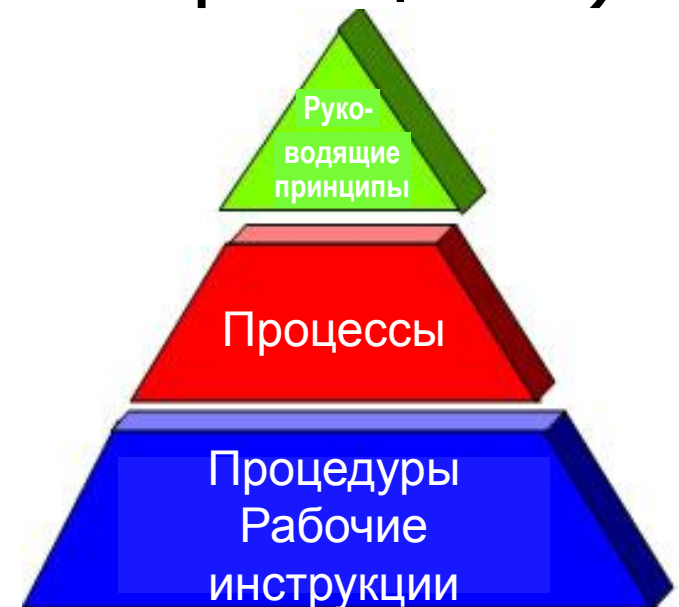 Руко-
водящие
принципы
Процессы
Процедуры
Рабочие
инструкции